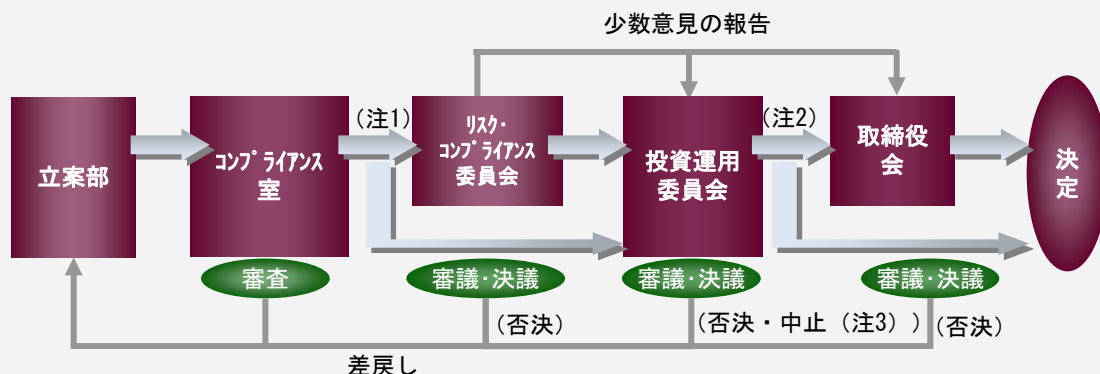 少数意見の報告
立案部
コンプライアンス
室
(注1)
リスク・
コンプライアンス
委員会
投資運用
委員会
(注2)
取締役
会
決
定
審査
審議・決議
審議・決議
審議・決議
(否決)
(否決・中止(注3))
(否決)
差戻し